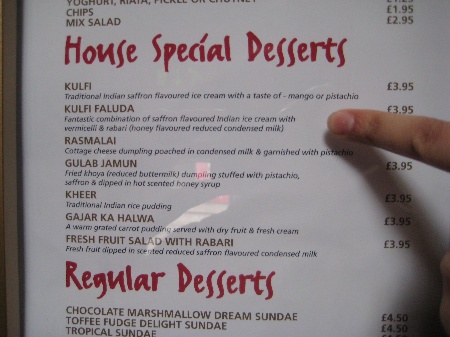 YOGHURT, RIATA, PICKLE OR CHUTNEY
CHIPS £1.95
MIX SALAD £2.95
House Special Desserts
KULFI £3.95
Traditional Indian saffron flavoured ice cream with a taste of - mango or pistachio
KULFI FALUDA £3.95
Fantastic combination of saffron flavoured Indian ice cream with
vermicelli & rabari (honey flavoured reduced condensed milk)
RASMALAI
Cottage cheese dumpling poached in condensed milk & garnished with pistachio
GULAB JAMUN £3.95
Fried khoya (reduced buttermilk) dumpling stuffed with pistachio,
saffron & dipped in hot scented honey syrup
KHEER £3.95
Traditional Indian rice pudding
GAJAR KA HALWA £3.95
A warm grated carrot pudding served with dry fruit & fresh cream
FRESH FRUIT SALAD WITH RABARI £3.95
Fresh fruit dipped in scented reduced saffron flavoured condensed milk
Regular Desserts
CHOCOLATE MARSHMALLOW DREAM SUNDAE £4.50
TOFFEE FUDGE DELIGHT SUNDAE £4.50
TROPICAL SUNDAE £4.50